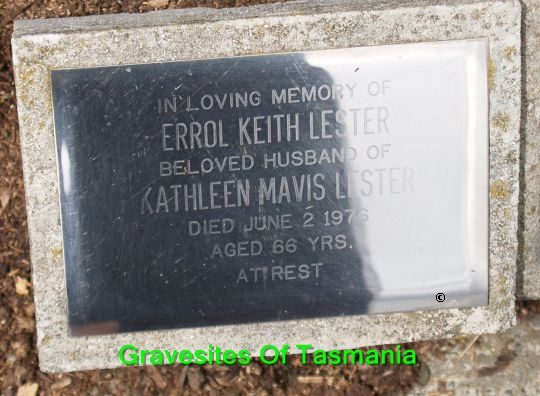 IN LOVING MEMORY OF
ERROL KEITH LESTER
BELOVED HUSBAND OF
KATHLEEN MAVIS LESTER
DIED JUNE 2 1976
AGED 66 YRS.
AT REST
©
Gravesites Of Tasmania